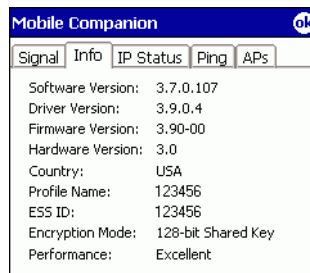 Mobile Companion ok
Signal Info IP Status Ping APs
Software Version: 3.7.0.107
Driver Version: 3.9.0.4
Firmware Version: 3.90-00
Hardware Version: 3.0
Country: USA
Profile Name: 123456
ESS ID: 123456
Encryption Mode: 128-bit Shared Key
Performance: Excellent